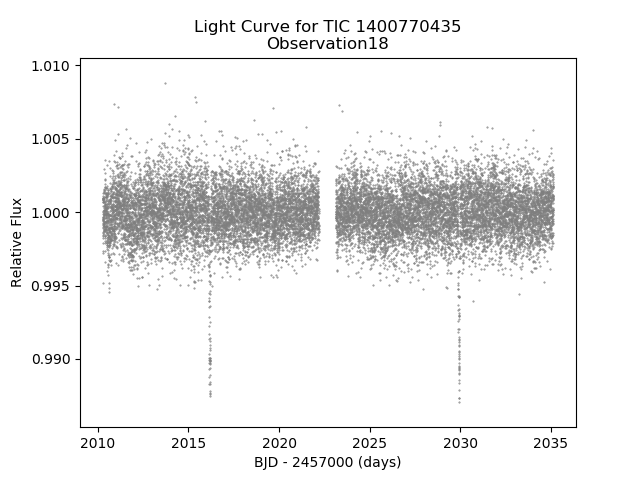 Light Curve for TIC 1400770435
Observation18
1.010
1.005
1.000
0.995
0.990
Relative Flux
2010 2015 2020 2025 2030 2035
BJD - 2457000 (days)